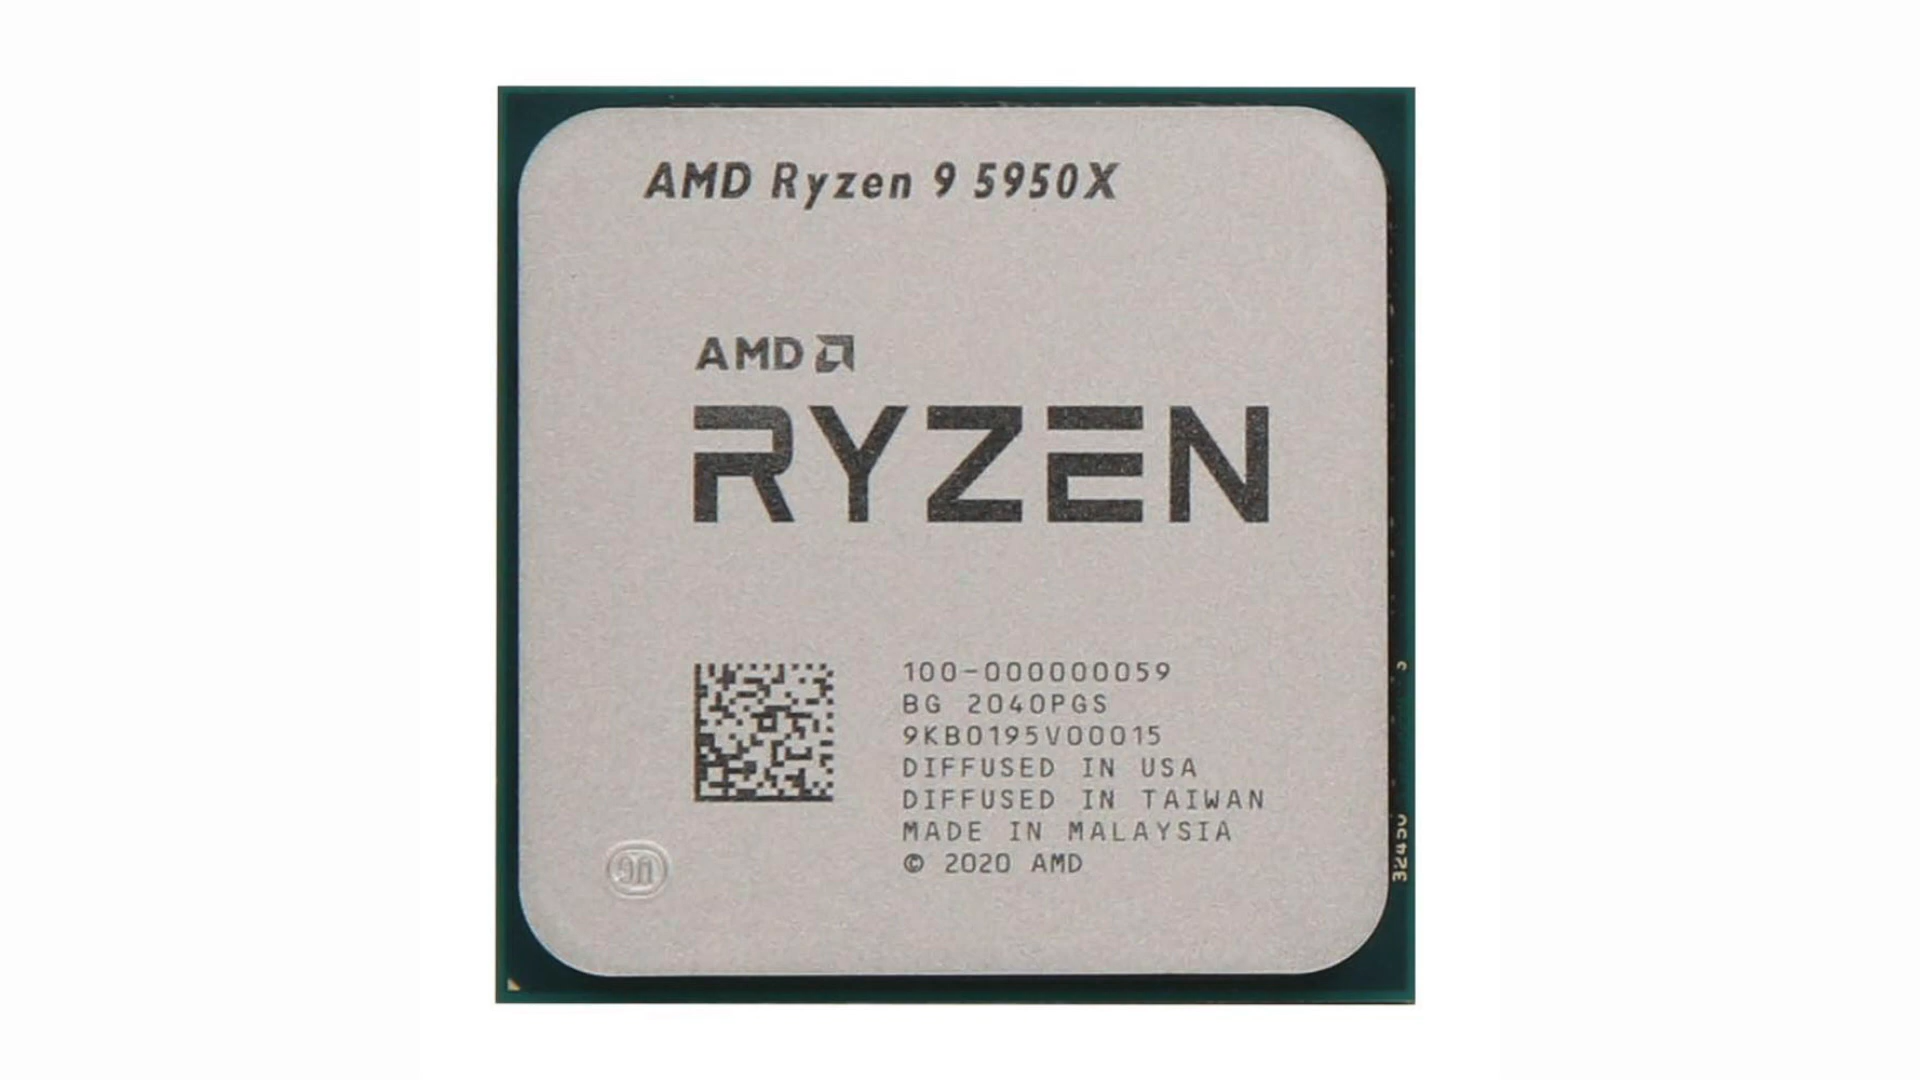 AMD Ryzen 9 5950X
AMD
RYZEN
100-000000059
BG 2040PGS
9KB0195V00015
DIFFUSED IN USA
DIFFUSED IN TAIWAN
MADE IN MALAYSIA
© 2020 AMD